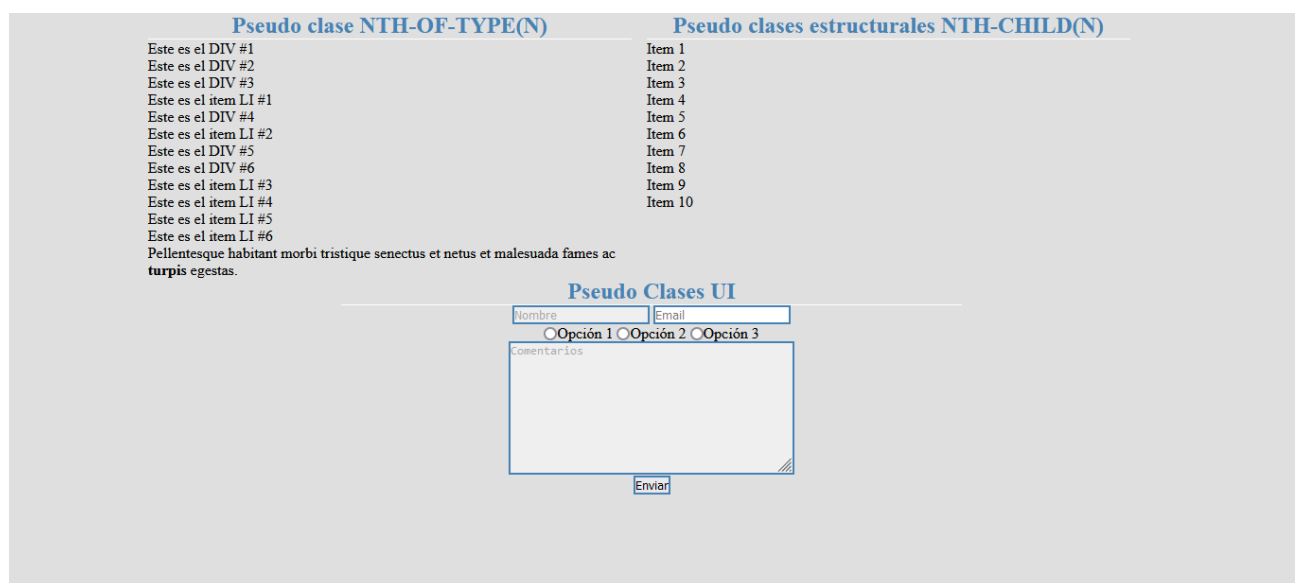 Pseudo clase NTH-OF-TYPE(N)
Este es el DIV #1
Este es el DIV #2
Este es el DIV #3
Este es el item LI #1
Este es el DIV #4
Este es el item LI #2
Este es el DIV #5
Este es el DIV #6
Este es el item LI #3
Este es el item LI #4
Este es el item LI #5
Este es el item LI #6
Pellentesque habitant morbi tristique senectus et netus et malesuada fames ac
turpis egestas.
Pseudo clases estructurales NTH-CHILD(N)
Item 1
Item 2
Item 3
Item 4
Item 5
Item 6
Item 7
Item 8
Item 9
Item 10
Pseudo Clases UI
Nombre Email
Opción 1 Opción 2 Opción 3
Comentarios
Enviar